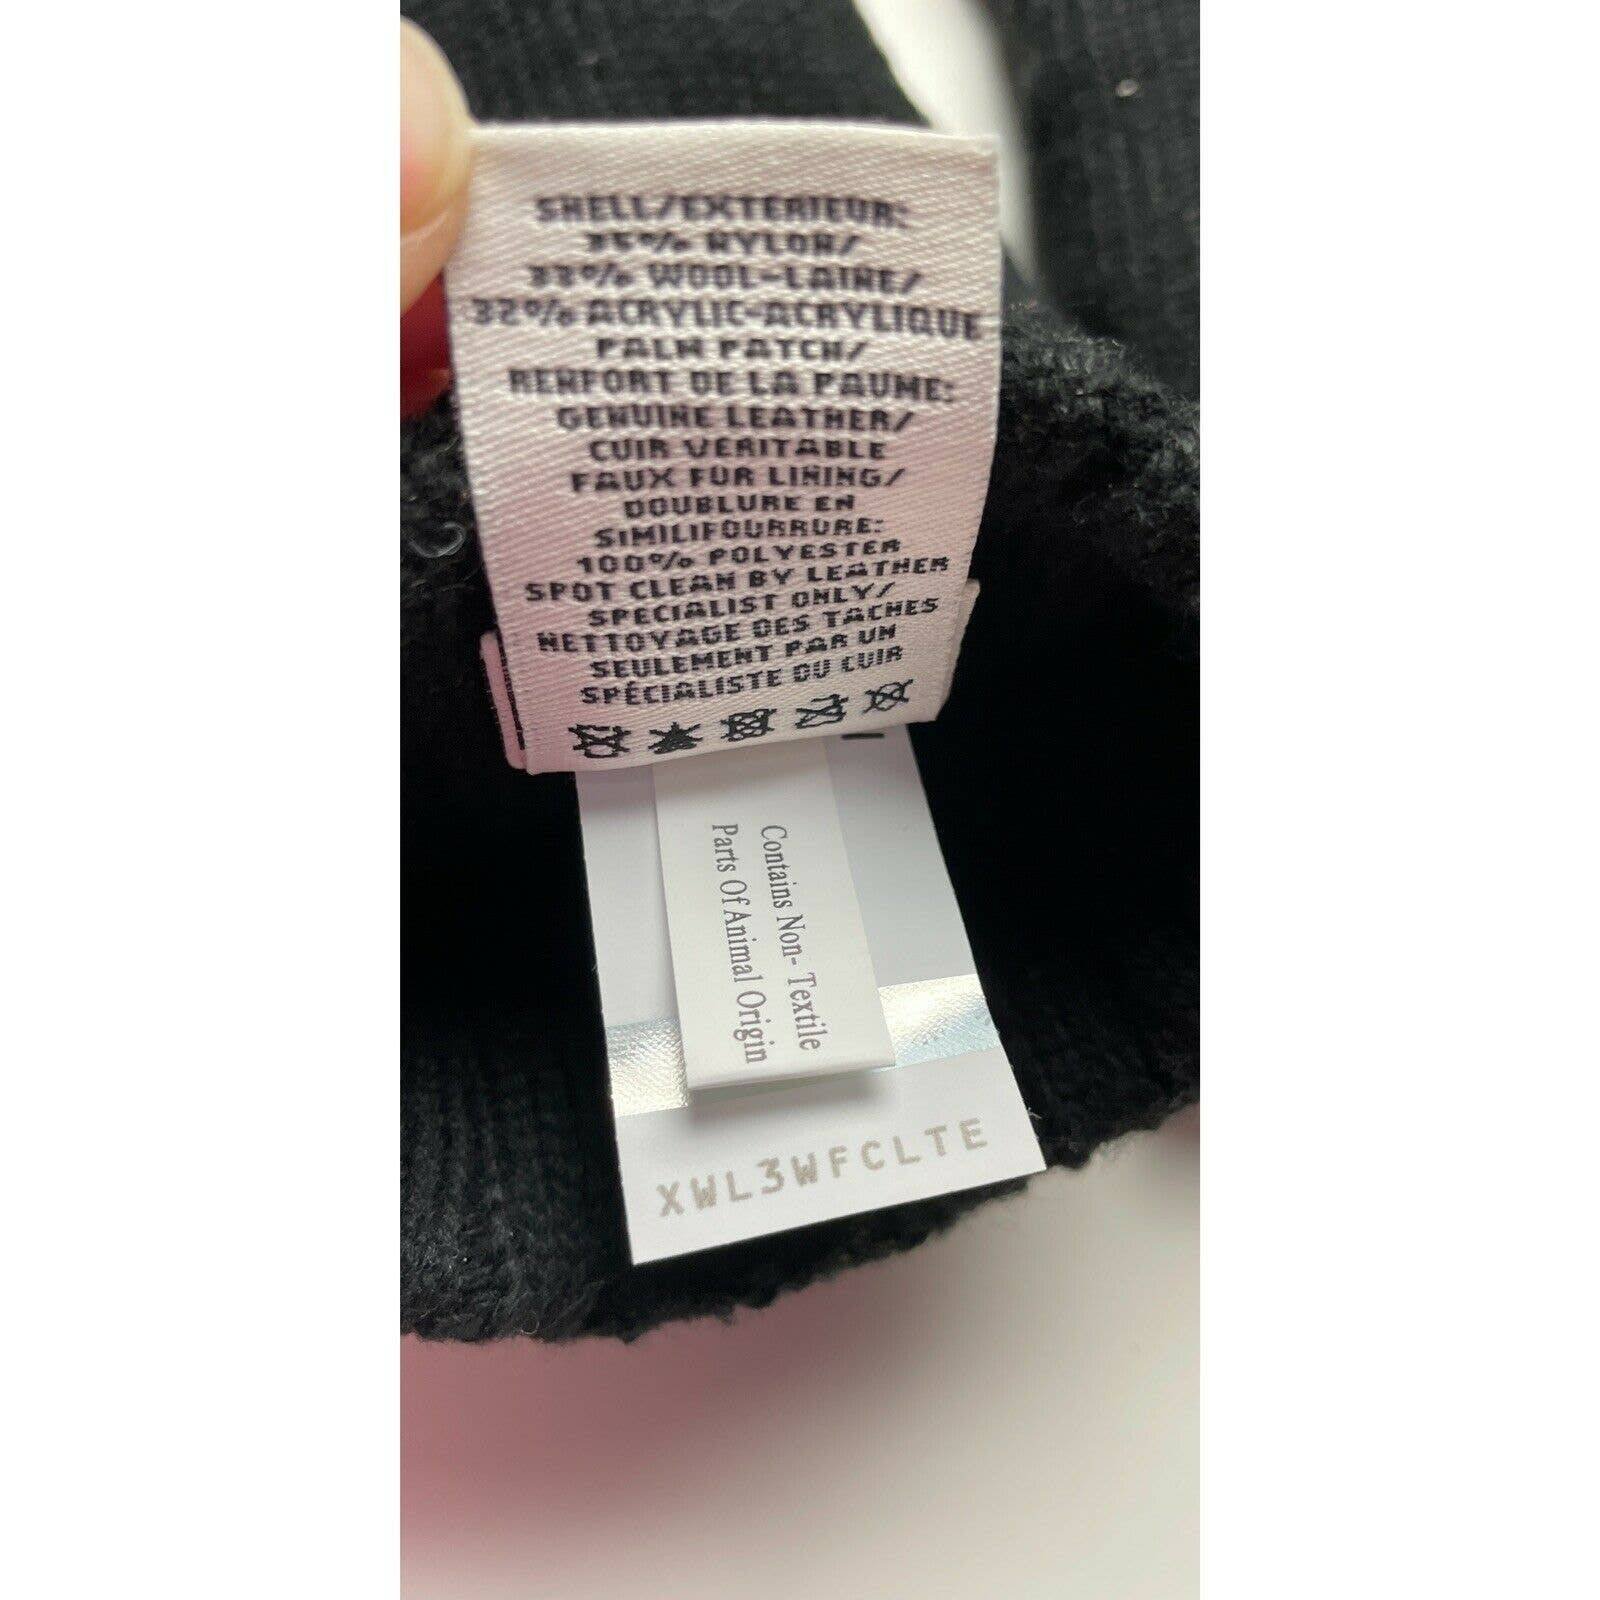 SHELL/EXTERIEUR:
35% NYLON/
33% WOOL-LAINE/
32% ACRYLIC-ACRYLIQUE
PALM PATCH/
RENFORT DE LA PAUME:
GENUINE LEATHER/
CUIR VERITABLE
FAUX FUR LINING/
DOUBLURE EN
SIMILIFOURRURE:
100% POLYESTER
SPOT CLEAN BY LEATHER
SPECIALIST ONLY/
NETTOYAGE DES TACHES
SEULEMENT PAR UN
SPÉCIALISTE DU CUIR
Contains Non- Textile
Parts Of Animal Origin
XWL3WFCLTE